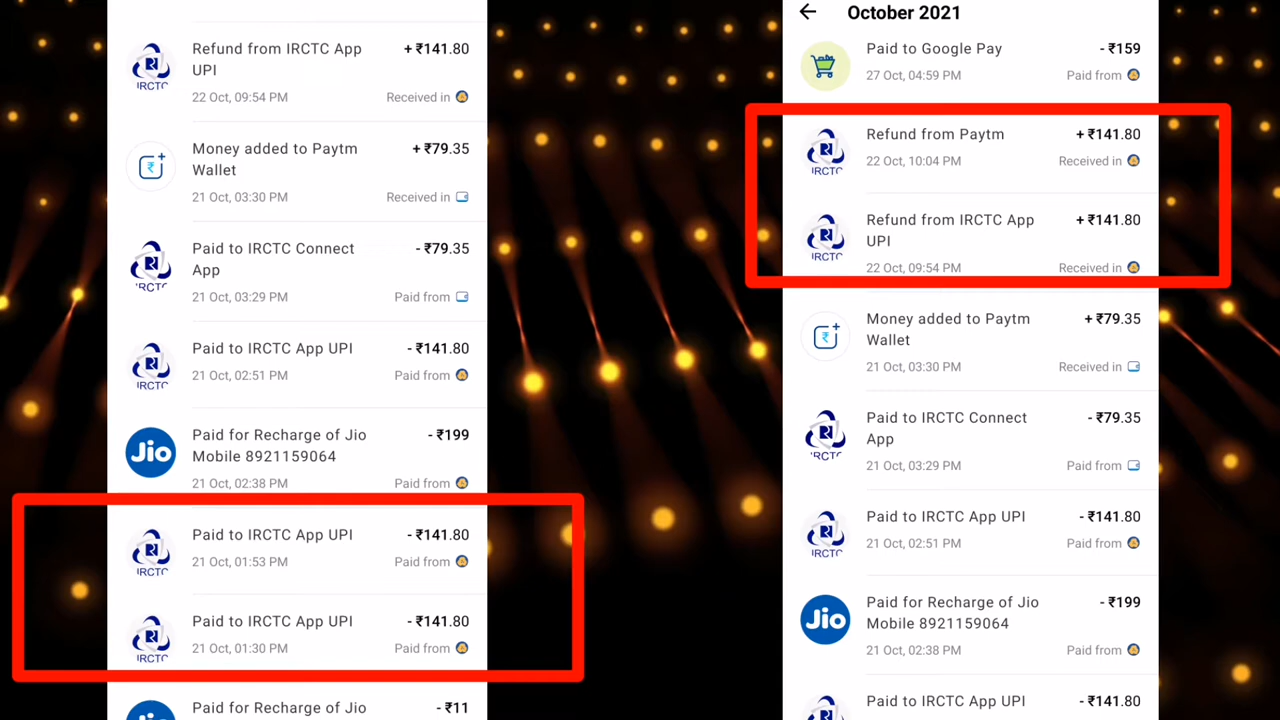 Refund from IRCTC App
UPI
+ ₹141.80
22 Oct, 09:54 PM
Received in
IRCTC
Money added to Paytm
Wallet
+ ₹79.35
21 Oct, 03:30 PM
Received in
Paid to IRCTC Connect
App
- ₹79.35
21 Oct, 03:29 PM
Paid from
IRCTC
Paid to IRCTC App UPI
- ₹141.80
21 Oct, 02:51 PM
Paid from
IRCTC
Paid for Recharge of Jio
Mobile 8921159064
- ₹199
21 Oct, 02:38 PM
Paid from
Jio
Paid to IRCTC App UPI
- ₹141.80
21 Oct, 01:53 PM
Paid from
IRCTC
Paid to IRCTC App UPI
- ₹141.80
21 Oct, 01:30 PM
Paid from
IRCTC
Paid for Recharge of Jio
- ₹11
October 2021
Paid to Google Pay
- ₹159
27 Oct, 04:59 PM
Paid from
Refund from Paytm
+ ₹141.80
22 Oct, 10:04 PM
Received in
IRCTC
Refund from IRCTC App
UPI
+ ₹141.80
22 Oct, 09:54 PM
Received in
IRCTC
Money added to Paytm
Wallet
+ ₹79.35
21 Oct, 03:30 PM
Received in
Paid to IRCTC Connect
App
- ₹79.35
21 Oct, 03:29 PM
Paid from
IRCTC
Paid to IRCTC App UPI
- ₹141.80
21 Oct, 02:51 PM
Paid from
IRCTC
Paid for Recharge of Jio
Mobile 8921159064
- ₹199
21 Oct, 02:38 PM
Paid from
Jio
Paid to IRCTC App UPI
- ₹141.80